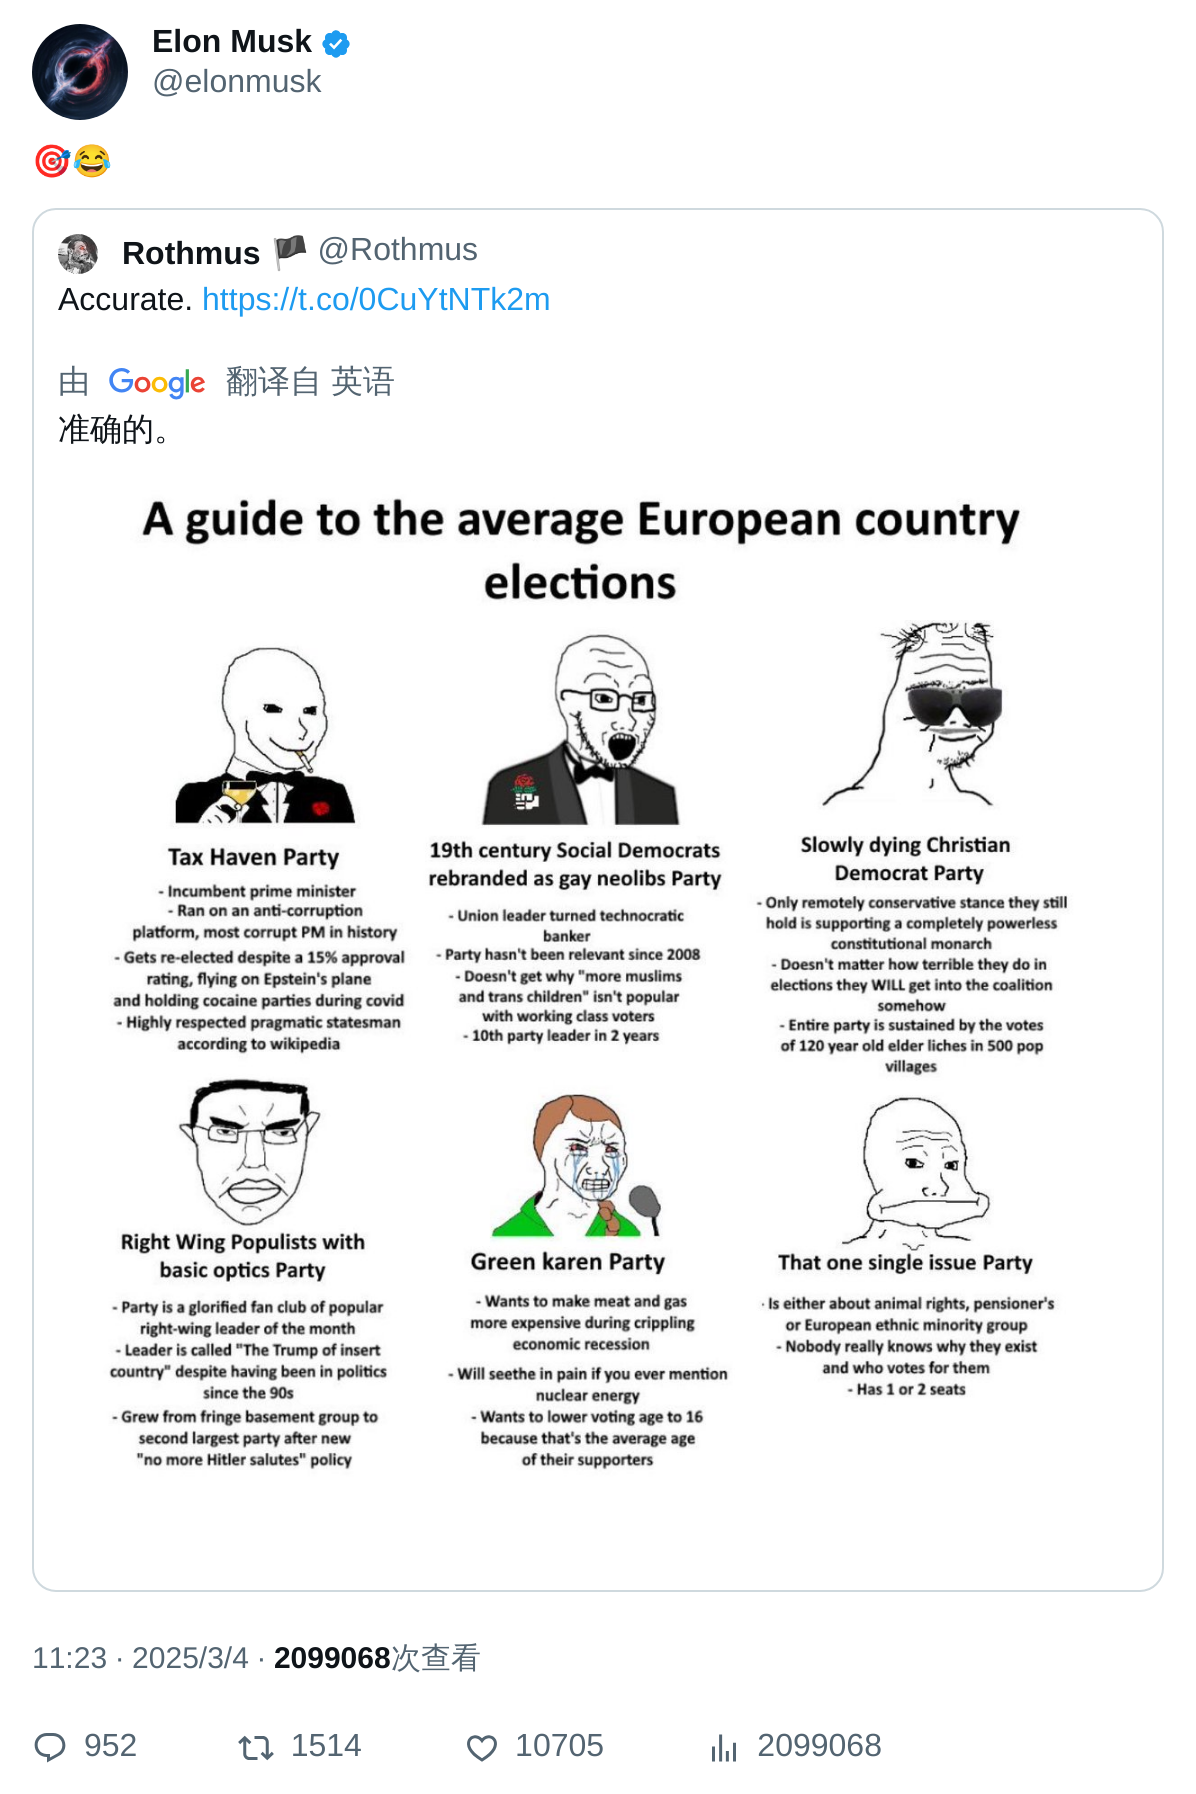 Elon Musk
@elonmusk
🎯😂
Rothmus 🏴 @Rothmus
Accurate. https://t.co/0CuYtNTk2m
由 Google 翻译自 英语
准确的。
A guide to the average European country
elections
Tax Haven Party
- Incumbent prime minister
- Ran on an anti-corruption
platform, most corrupt PM in history
- Gets re-elected despite a 15% approval
rating, flying on Epstein's plane
and holding cocaine parties during covid
- Highly respected pragmatic statesman
according to wikipedia
19th century Social Democrats
rebranded as gay neolibs Party
- Union leader turned technocratic
banker
- Party hasn't been relevant since 2008
- Doesn't get why "more muslims
and trans children" isn't popular
with working class voters
- 10th party leader in 2 years
Slowly dying Christian
Democrat Party
- Only remotely conservative stance they still
hold is supporting a completely powerless
constitutional monarch
- Doesn't matter how terrible they do in
elections they WILL get into the coalition
somehow
- Entire party is sustained by the votes
of 120 year old elder liches in 500 pop
villages
Right Wing Populists with
basic optics Party
- Party is a glorified fan club of popular
right-wing leader of the month
- Leader is called "The Trump of insert
country" despite having been in politics
since the 90s
- Grew from fringe basement group to
second largest party after new
"no more Hitler salutes" policy
Green karen Party
- Wants to make meat and gas
more expensive during crippling
economic recession
- Will seethe in pain if you ever mention
nuclear energy
- Wants to lower voting age to 16
because that's the average age
of their supporters
That one single issue Party
- Is either about animal rights, pensioner's
or European ethnic minority group
- Nobody really knows why they exist
and who votes for them
- Has 1 or 2 seats
11:23 · 2025/3/4 · 2099068次查看
952 1514 10705 2099068